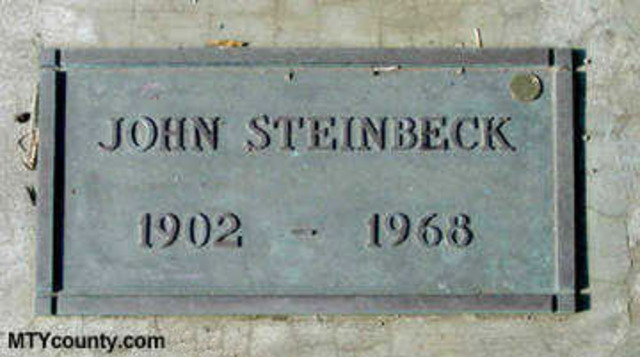 JOHN STEINBECK
1902 - 1968
MTYcounty.com